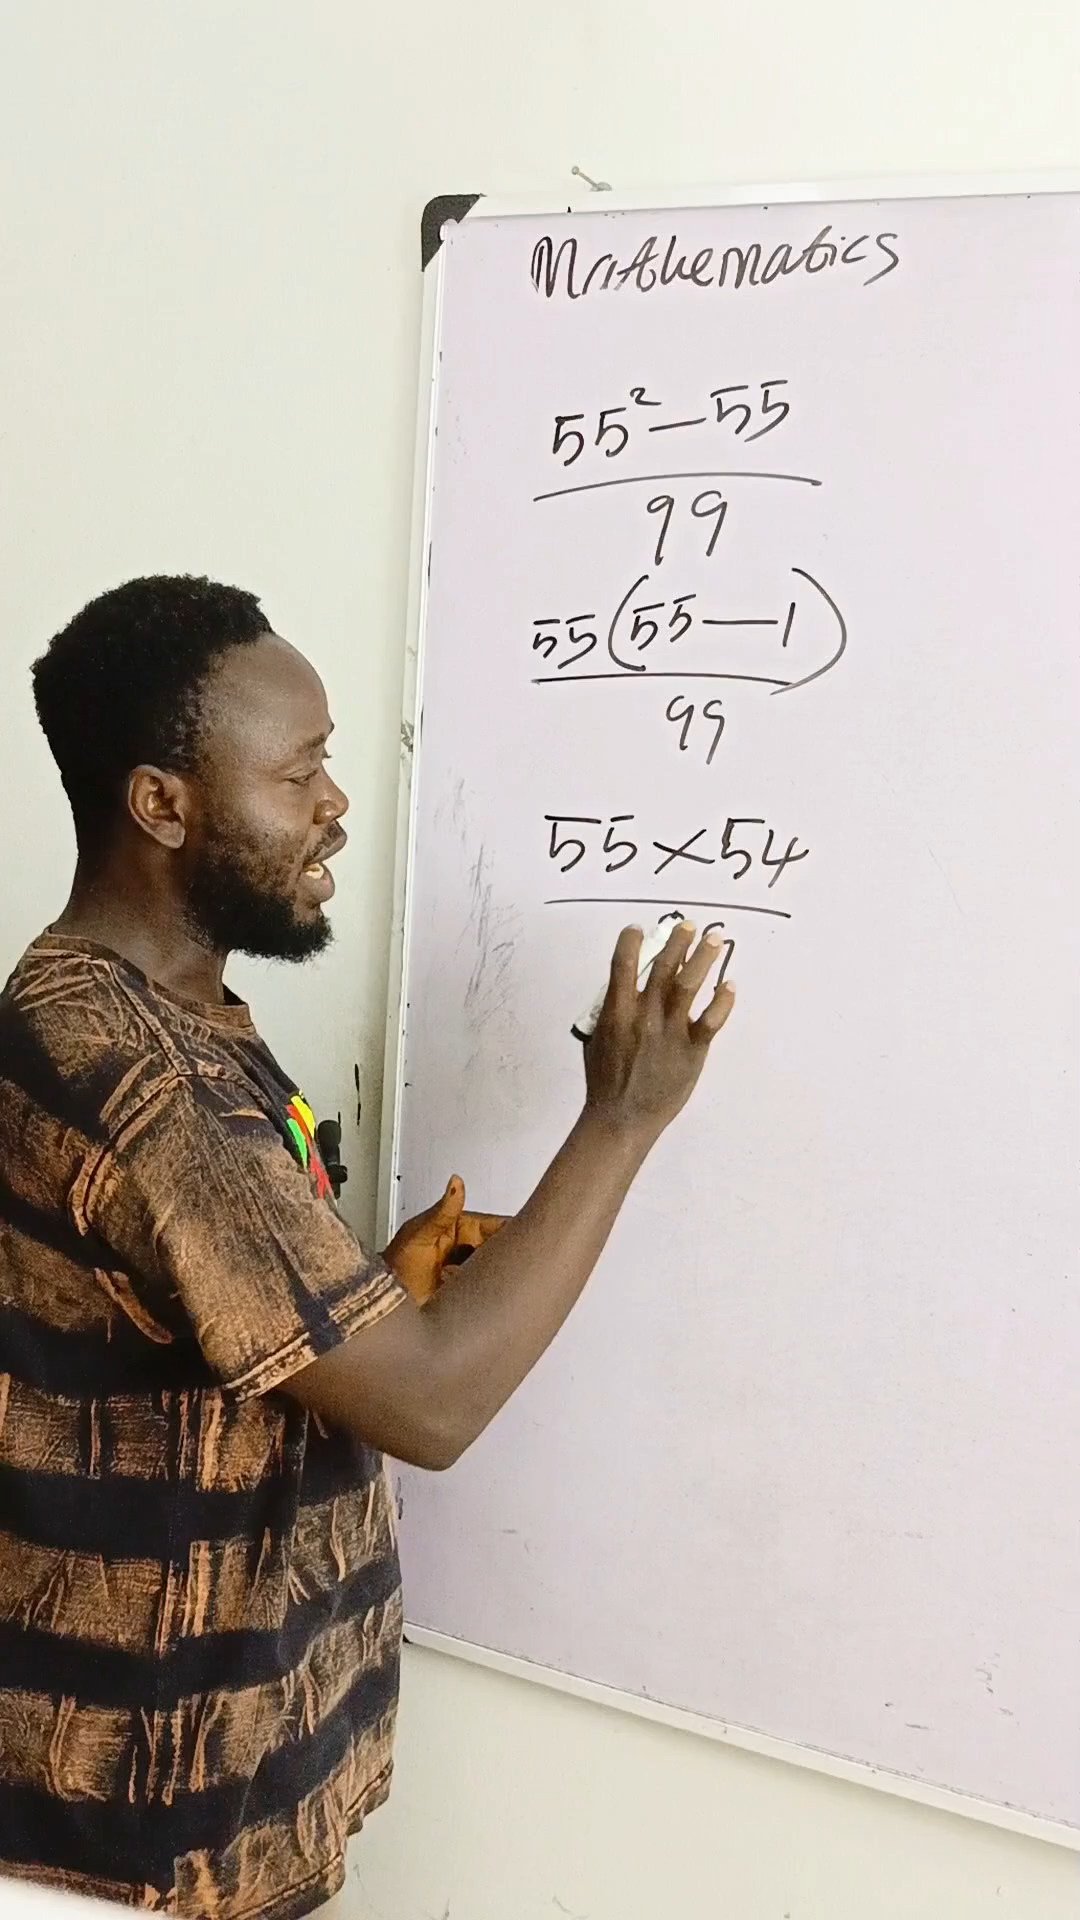 Mathematics
55² — 55
99
55(55 — 1)
99
55 × 54